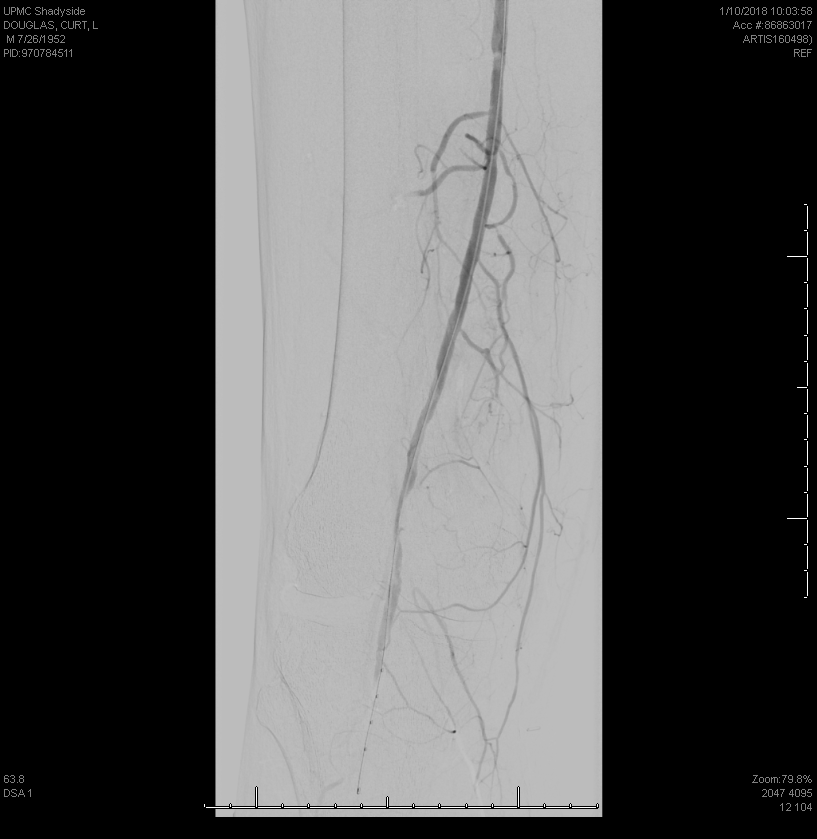 UPMC Shadyside
DOUGLAS, CURT, L
M 7/26/1952
PID:970784511
1/10/2018 10:03:58
Acc #:86863017
ARTIS160498)
REF
63.8
DSA 1
Zoom:79.8%
2047 4095
12 104